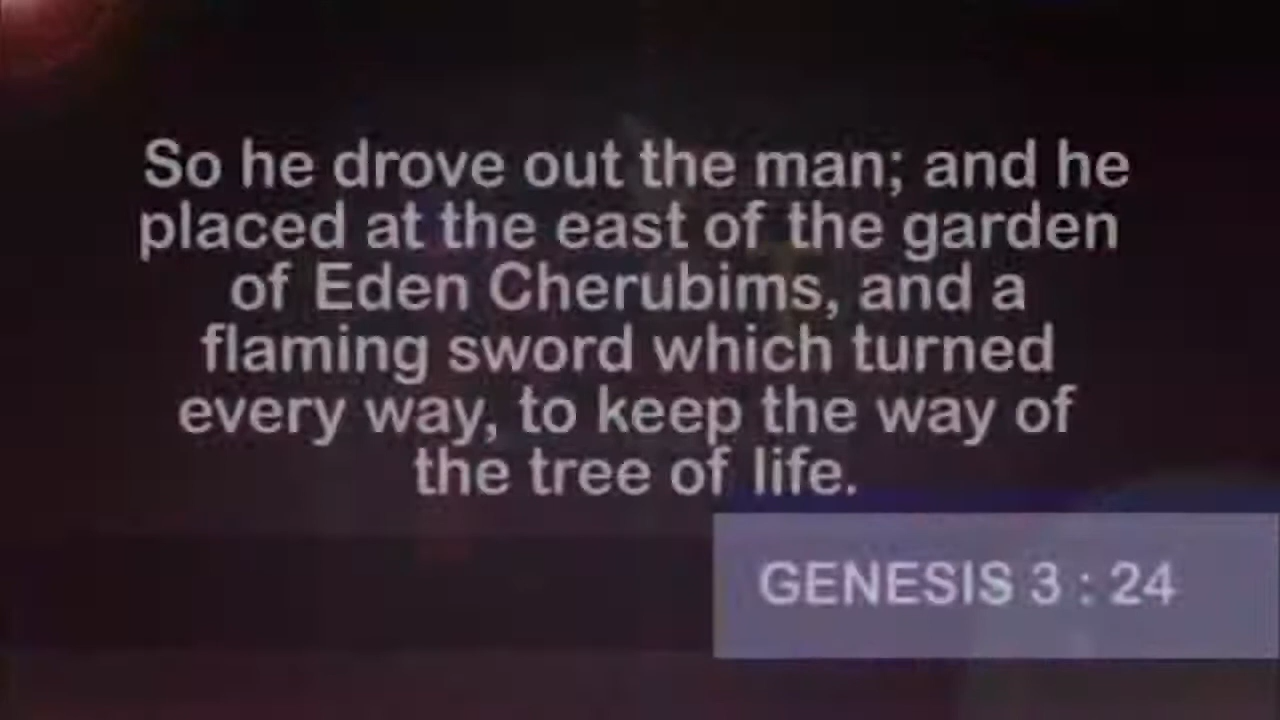 So he drove out the man; and he
placed at the east of the garden
of Eden Cherubims, and a
flaming sword which turned
every way, to keep the way of
the tree of life.
GENESIS 3 : 24